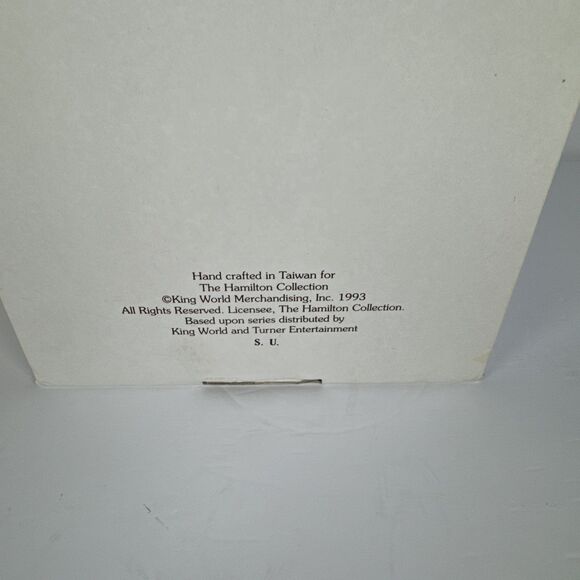 Hand crafted in Taiwan for
The Hamilton Collection
©King World Merchandising, Inc. 1993
All Rights Reserved. Licensee, The Hamilton Collection.
Based upon series distributed by
King World and Turner Entertainment
S. U.